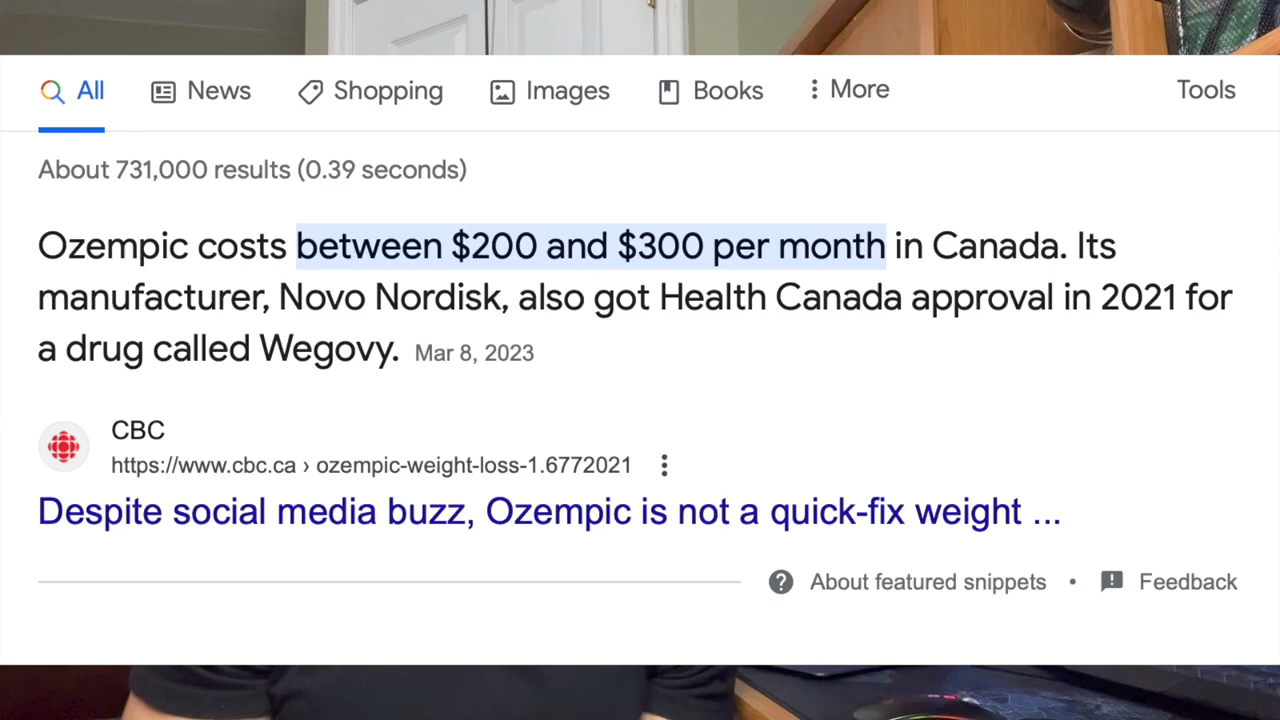 All News Shopping Images Books More Tools
About 731,000 results (0.39 seconds)
Ozempic costs between $200 and $300 per month in Canada. Its
manufacturer, Novo Nordisk, also got Health Canada approval in 2021 for
a drug called Wegovy. Mar 8, 2023
CBC
https://www.cbc.ca › ozempic-weight-loss-1.6772021
Despite social media buzz, Ozempic is not a quick-fix weight ...
About featured snippets • Feedback